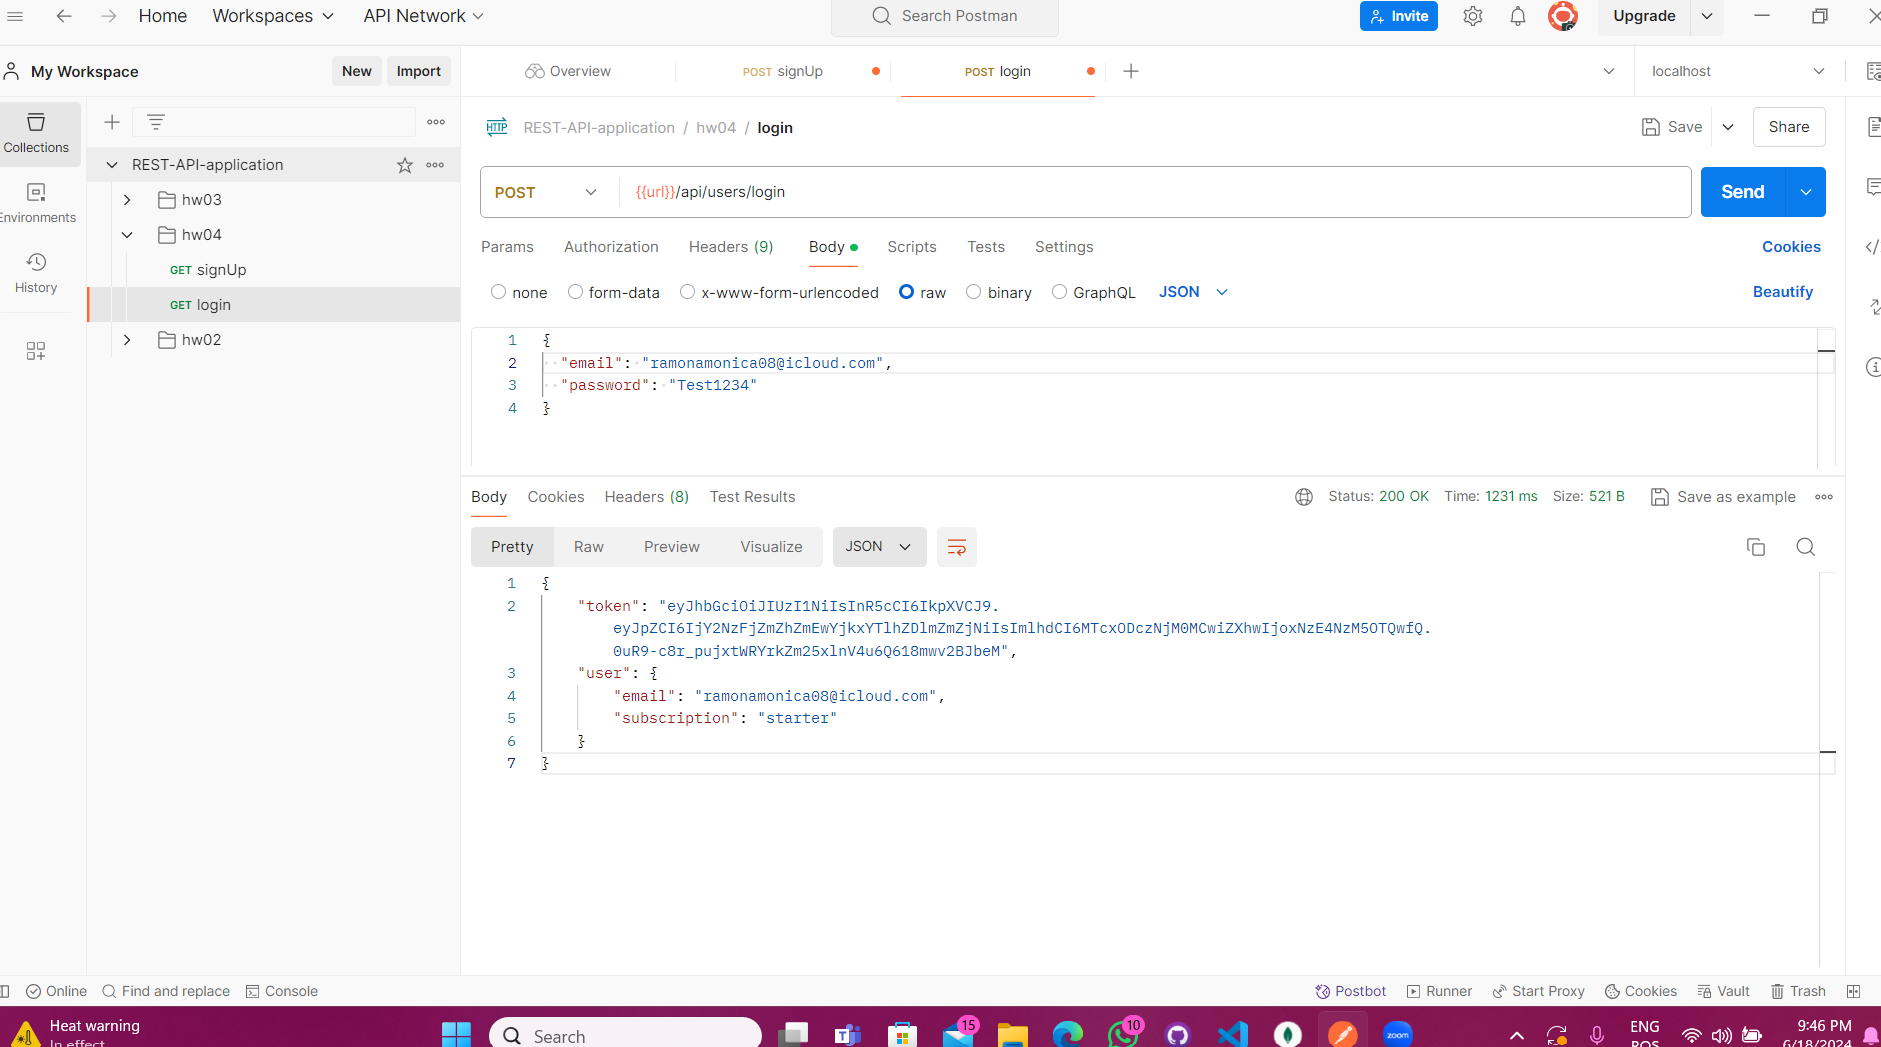 Home Workspaces API Network Search Postman Invite Upgrade
My Workspace New Import Overview POST signUp POST login localhost
Collections
Environments
History
REST-API-application
hw03
hw04
GET signUp
GET login
hw02
HTTP REST-API-application / hw04 / login Save Share
POST {{url}}/api/users/login Send
Params Authorization Headers (9) Body Scripts Tests Settings Cookies
none form-data x-www-form-urlencoded raw binary GraphQL JSON Beautify
1 {
2 "email": "ramonamonica08@icloud.com",
3 "password": "Test1234"
4 }
Body Cookies Headers (8) Test Results Status: 200 OK Time: 1231 ms Size: 521 B Save as example
Pretty Raw Preview Visualize JSON
1 {
2 "token": "eyJhbGciOiJIUzI1NiIsInR5cCI6IkpXVCJ9.
eyJpZCI6IjY2NzFjZmZhZmEwYjkxYTlhZDlmZmZjNiIsImlhdCI6MTcxODczNjM0MCwiZXhwIjoxNzE4NzM5OTQwfQ.
0uR9-c8r_pujxtWRYrkZm25xlnV4u6Q618mwv2BJbeM",
3 "user": {
4 "email": "ramonamonica08@icloud.com",
5 "subscription": "starter"
6 }
7 }
Online Find and replace Console Postbot Runner Start Proxy Cookies Vault Trash
Heat warning
In effect
Search
15
10
zoom
ENG
ROS
9:46 PM
6/18/2024